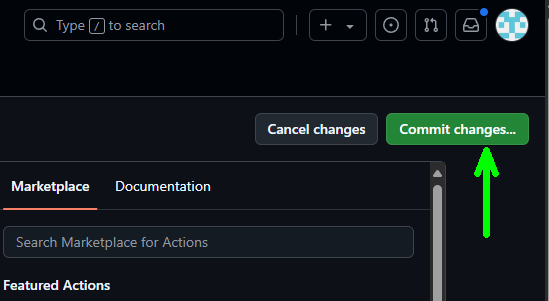 Type / to search
Cancel changes
Commit changes...
Marketplace
Documentation
Search Marketplace for Actions
Featured Actions